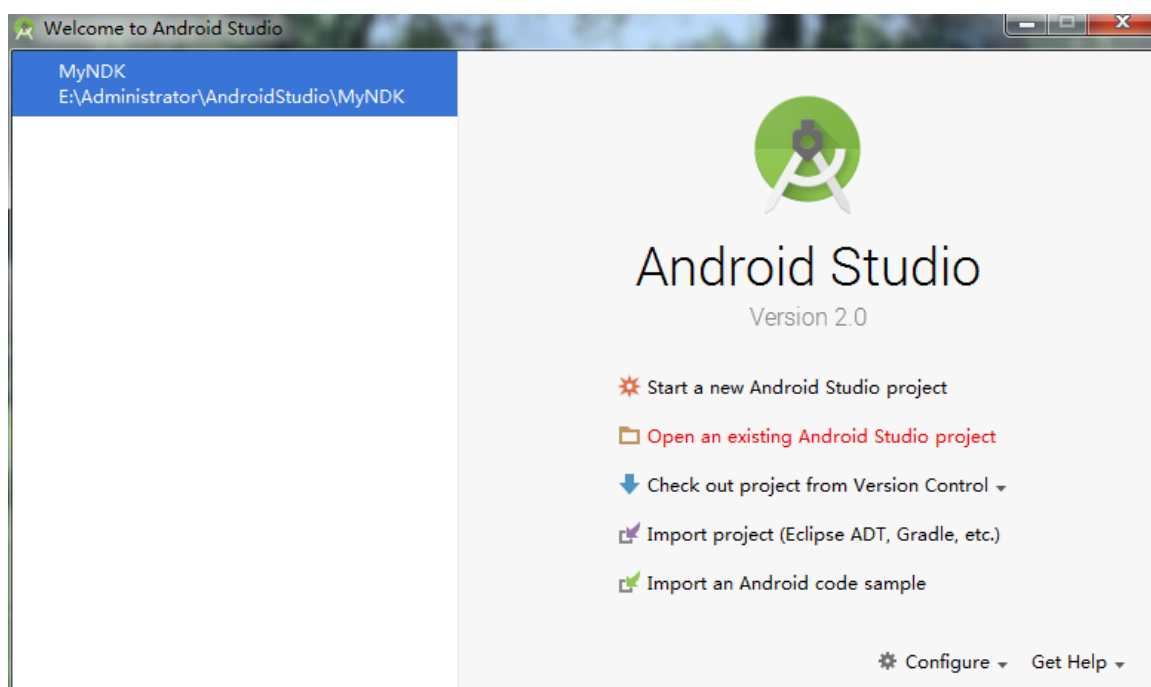 Welcome to Android Studio
MyNDK
E:\Administrator\AndroidStudio\MyNDK
Android Studio
Version 2.0
Start a new Android Studio project
Open an existing Android Studio project
Check out project from Version Control
Import project (Eclipse ADT, Gradle, etc.)
Import an Android code sample
Configure Get Help